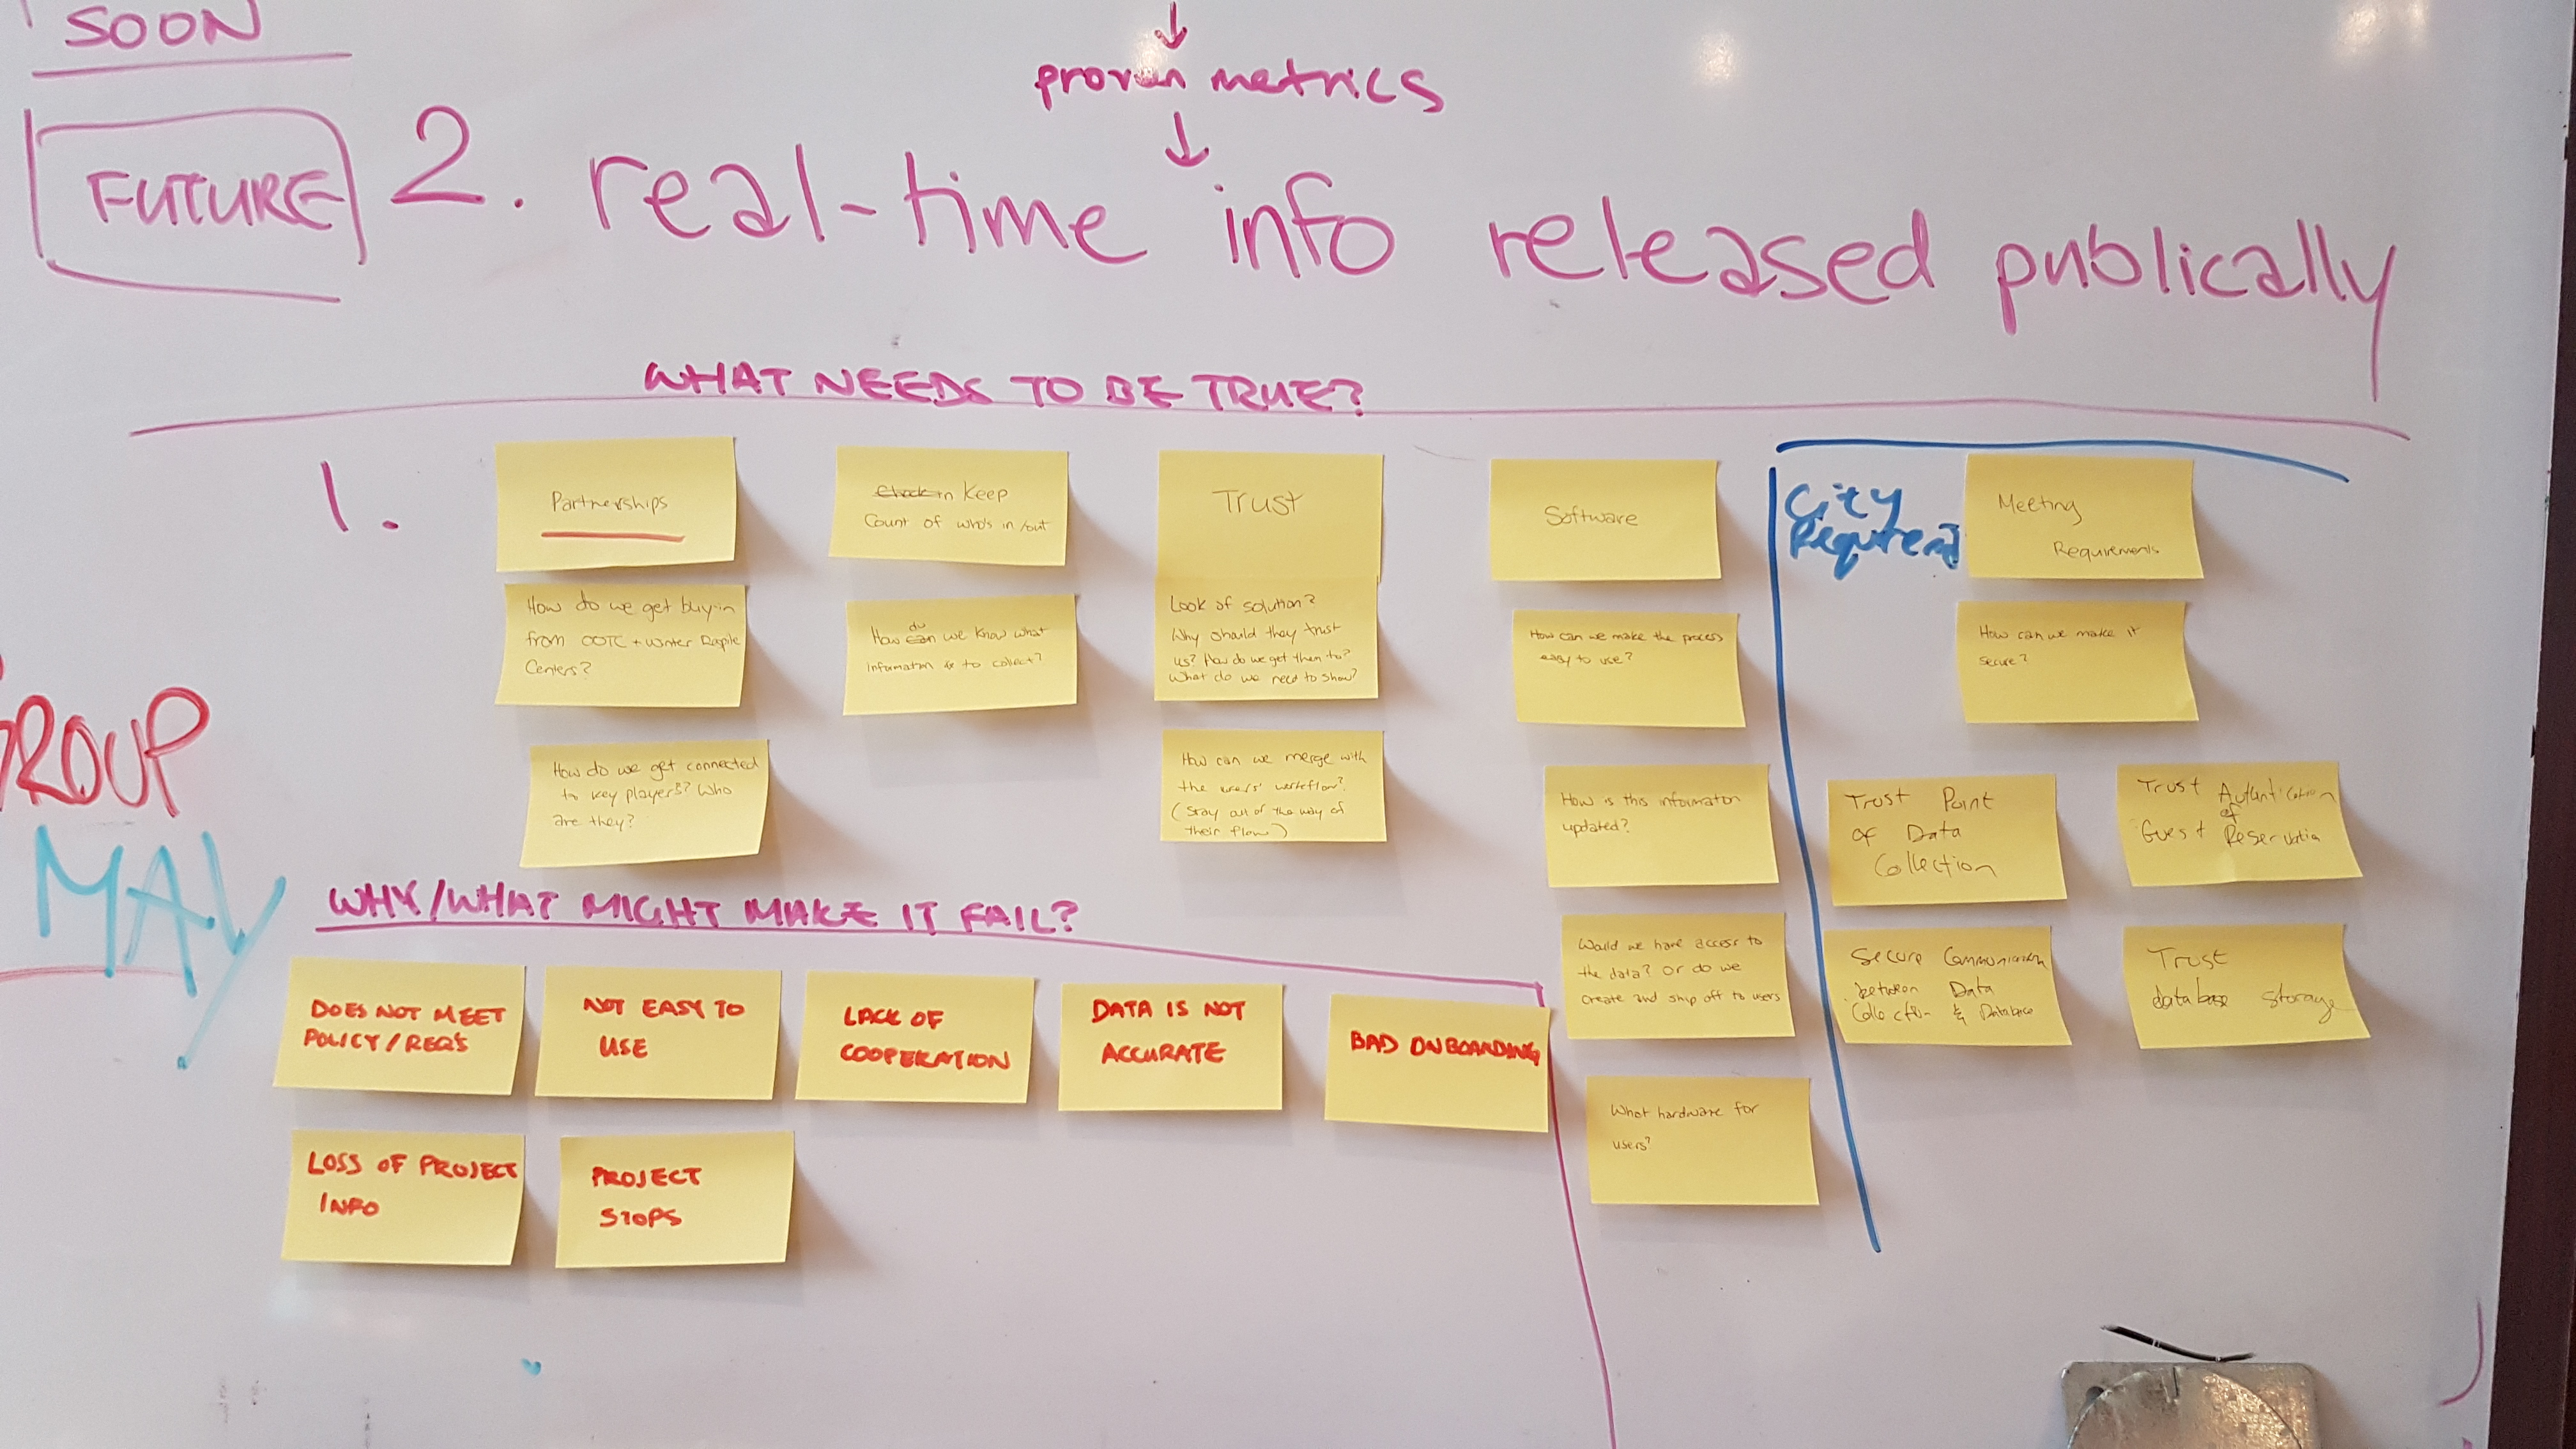 SOON
proven metrics
FUTURE
2. real-time info released publically
WHAT NEEDS TO BE TRUE?
1.
Partnerships
How do we get buy-in
from OOTC + Winter Respite
Centers?
How do we get connected
to key players? Who
are they?
Check in Keep
Count of who's in/out
How can do we know what
information is to collect?
Trust
Look of solution?
Why should they trust
us? How do we get them to?
What do we need to show?
How can we merge with
the users' workflow?
(Stay out of the way of
their flow)
Software
How can we make the process
easy to use?
How is this information
updated?
Would we have access to
the data? Or do we
create and ship off to users
What hardware for
users?
City
Meeting
Requirements
How can we make it
secure?
Trust Point
of Data
Collection
Trust
of
Guest
Secure
between Data
& Database
Trust
database storage
ROUP
MAY
WHY/WHAT MIGHT MAKE IT FAIL?
DOES NOT MEET
POLICY/REQ'S
NOT EASY TO
USE
LACK OF
COOPERATION
DATA IS NOT
ACCURATE
BAD ONBOARDING
LOSS OF PROJECT
INFO
PROJECT
STOPS